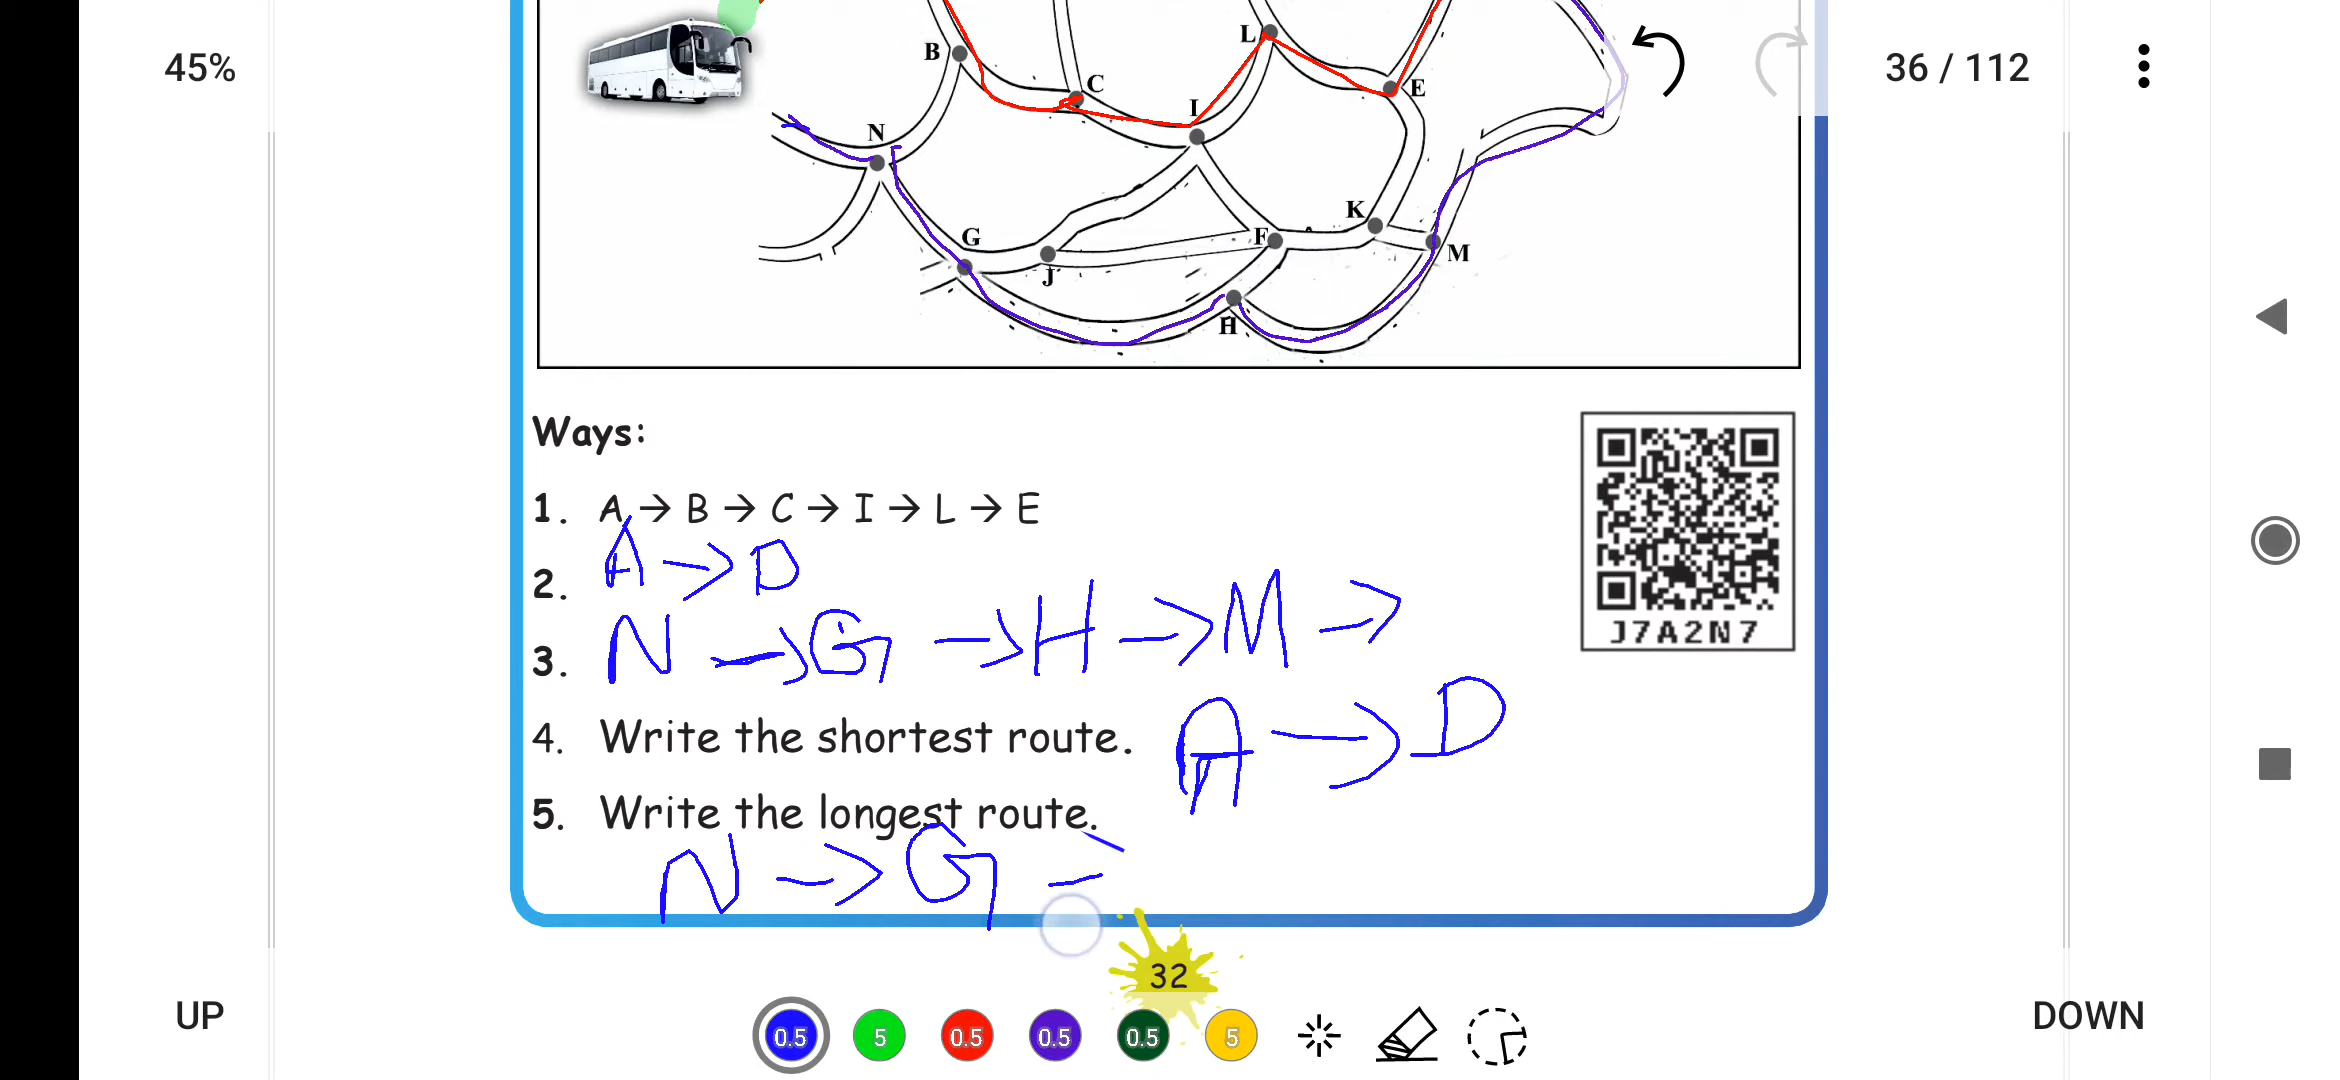 45%
36 / 112
L
B
C
E
I
N
K
G
F
M
J
H
Ways:
1. A → B → C → I → L → E
2. A → D
3. N → G → H → M →
4. Write the shortest route. A → D
5. Write the longest route.
N → G
J7A2N7
32
UP
DOWN
0.5 5 0.5 0.5 0.5 5